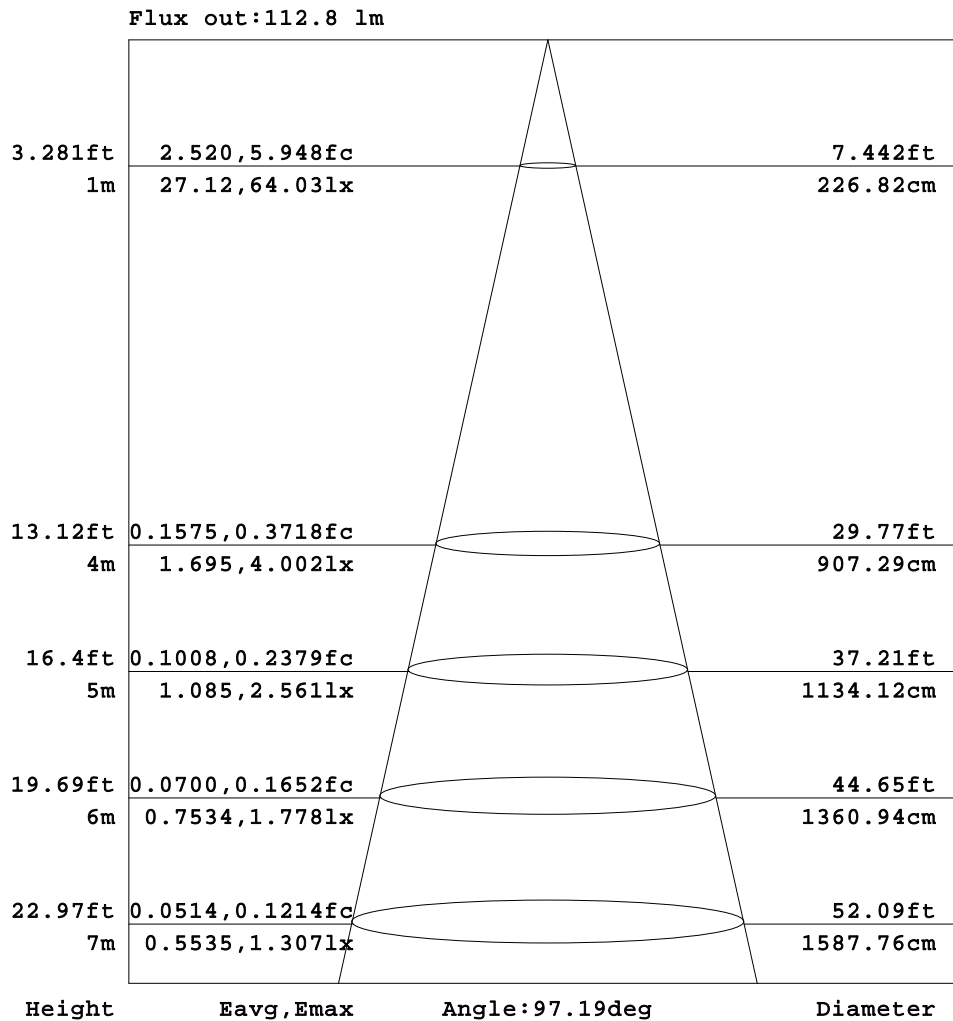 Flux out:112.8 lm
3.281ft 2.520,5.948fc 7.442ft
1m 27.12,64.03lx 226.82cm
13.12ft 0.1575,0.3718fc 29.77ft
4m 1.695,4.002lx 907.29cm
16.4ft 0.1008,0.2379fc 37.21ft
5m 1.085,2.561lx 1134.12cm
19.69ft 0.0700,0.1652fc 44.65ft
6m 0.7534,1.778lx 1360.94cm
22.97ft 0.0514,0.1214fc 52.09ft
7m 0.5535,1.307lx 1587.76cm
Height Eavg,Emax Angle:97.19deg Diameter